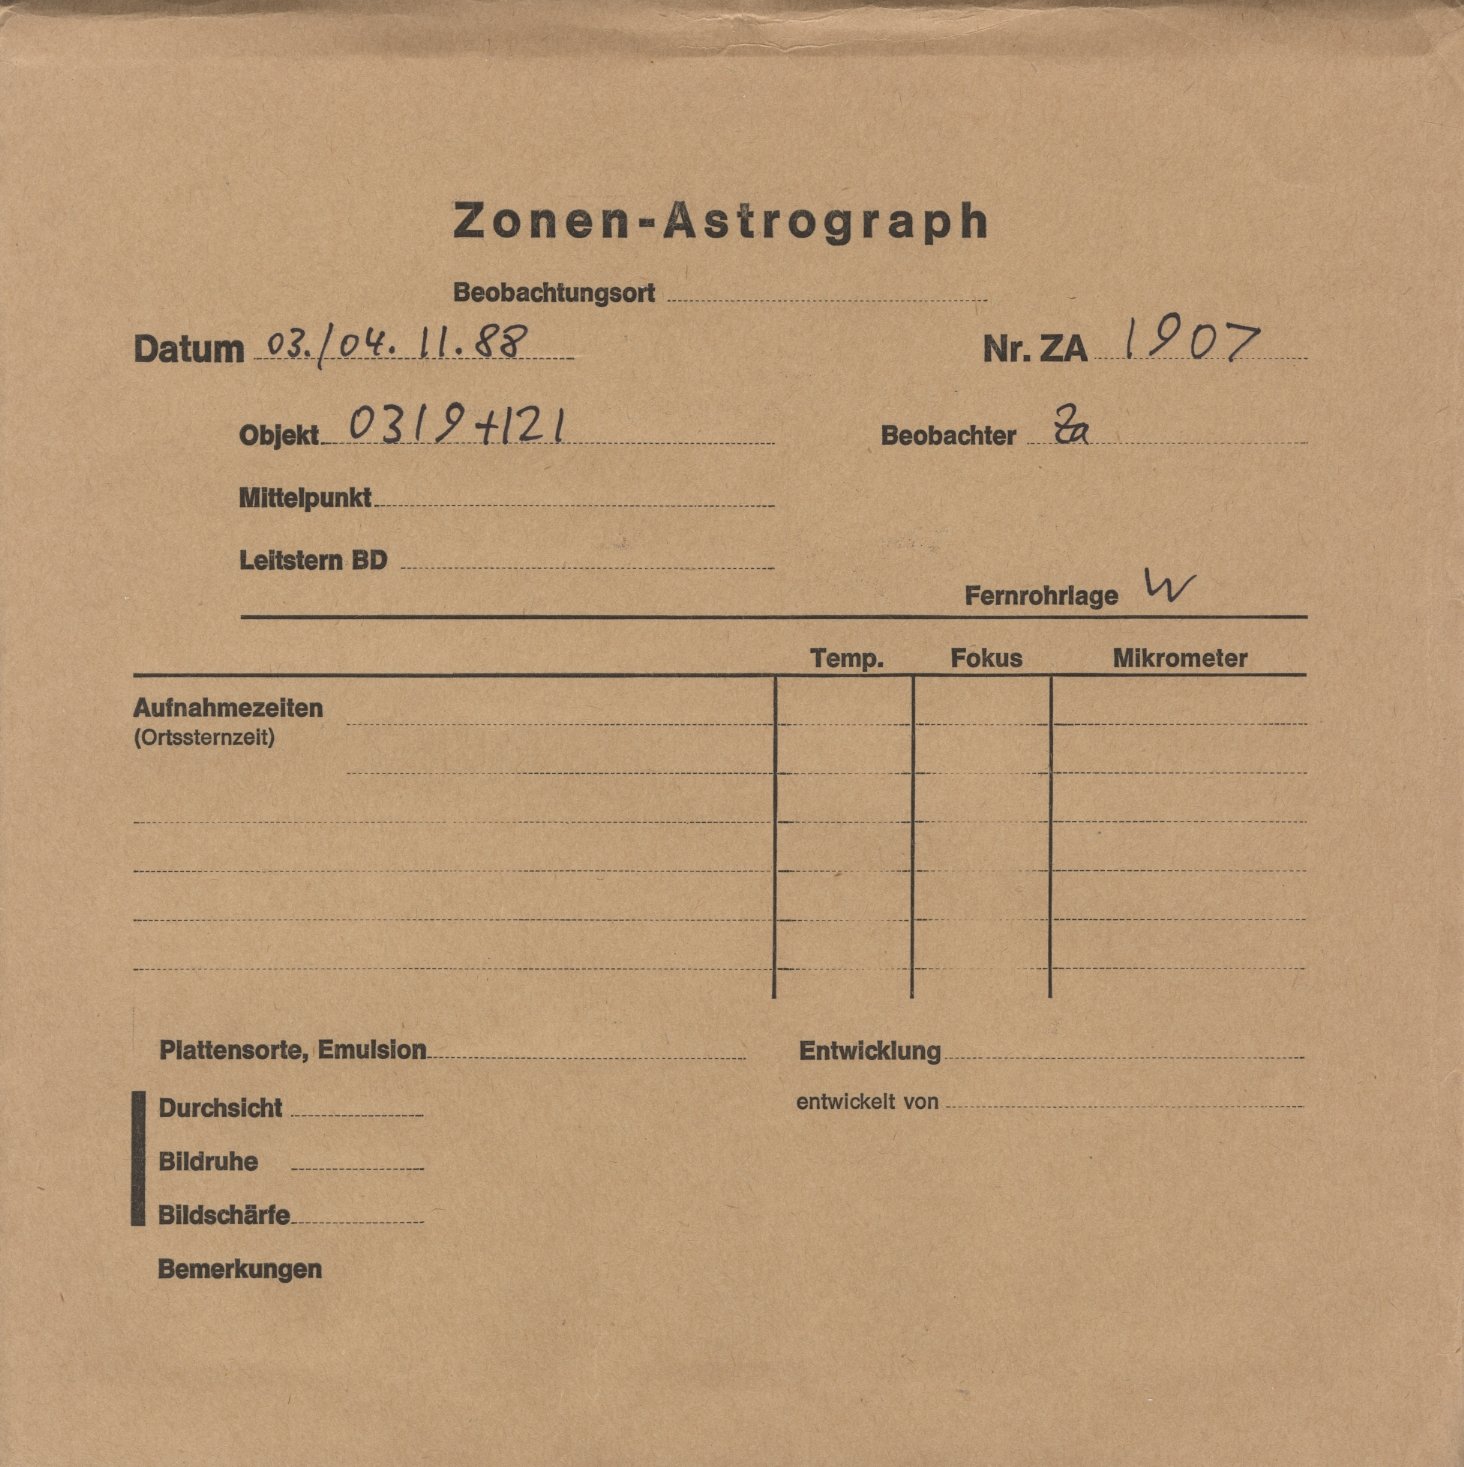 Zonen-Astrograph
Beobachtungsort
Datum 03./04. 11. 88 Nr. ZA 1907
Objekt 0319+121 Beobachter Za
Mittelpunkt
Leitstern BD
Fernrohrlage W
Temp. Fokus Mikrometer
Aufnahmezeiten
(Ortssternzeit)
Plattensorte, Emulsion Entwicklung
Durchsicht entwickelt von
Bildruhe
Bildschärfe
Bemerkungen